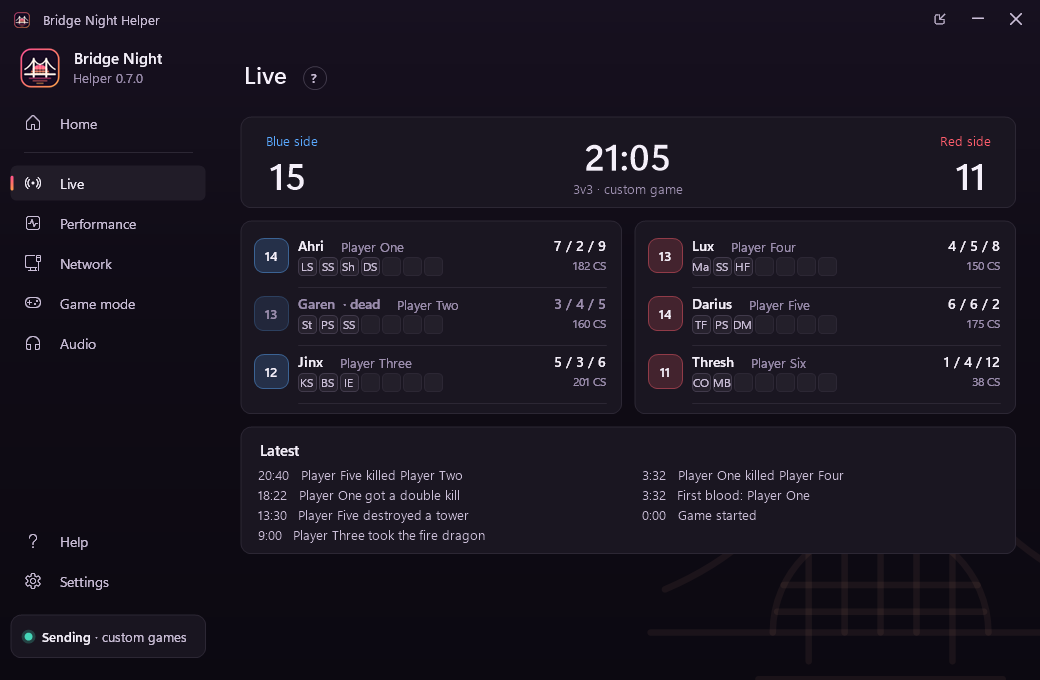 Bridge Night Helper
Bridge Night
Helper 0.7.0
Home
Live
Performance
Network
Game mode
Audio
Help
Settings
Sending · custom games
Live ?
Blue side
15
21:05
3v3 · custom game
Red side
11
14 Ahri Player One 7 / 2 / 9
LS SS Sh DS 182 CS
13 Garen · dead Player Two 3 / 4 / 5
St PS SS 160 CS
12 Jinx Player Three 5 / 3 / 6
KS BS IE 201 CS
13 Lux Player Four 4 / 5 / 8
Ma SS HF 150 CS
14 Darius Player Five 6 / 6 / 2
TF PS DM 175 CS
11 Thresh Player Six 1 / 4 / 12
CO MB 38 CS
Latest
20:40 Player Five killed Player Two
18:22 Player One got a double kill
13:30 Player Five destroyed a tower
9:00 Player Three took the fire dragon
3:32 Player One killed Player Four
3:32 First blood: Player One
0:00 Game started